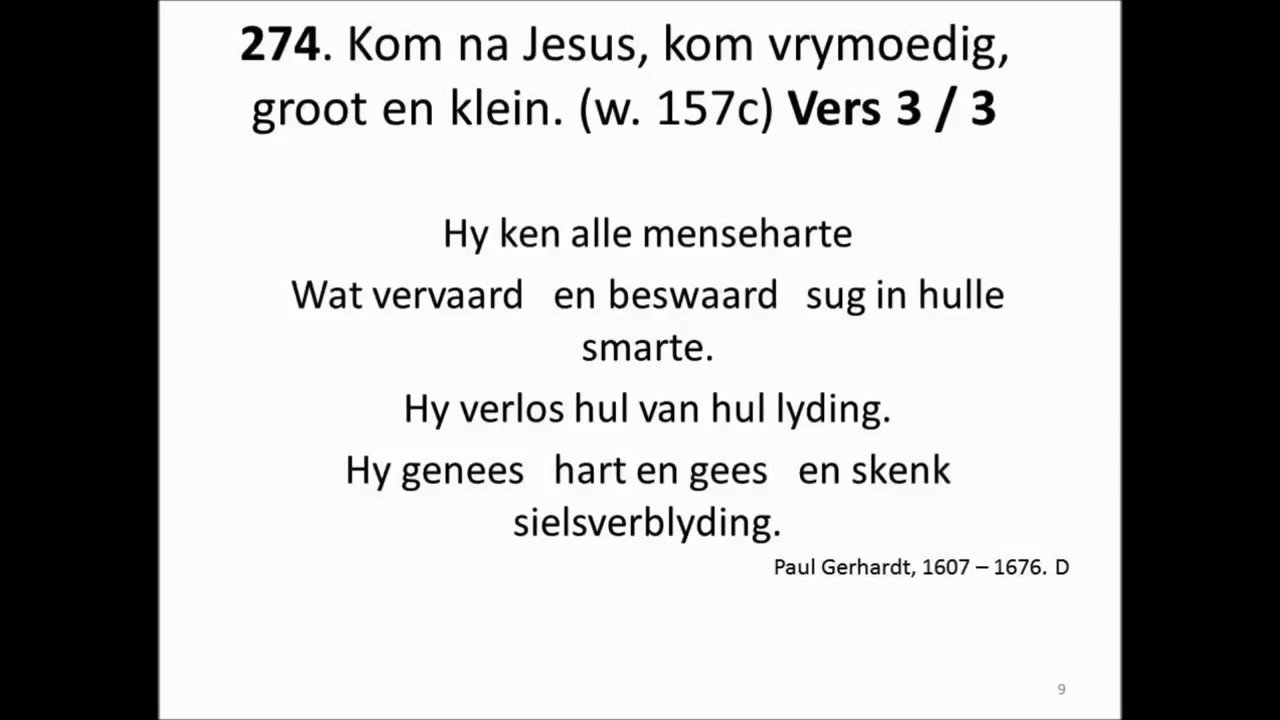 274. Kom na Jesus, kom vrymoedig,
groot en klein. (w. 157c) Vers 3 / 3
Hy ken alle menseharte
Wat vervaard en beswaard sug in hulle
smarte.
Hy verlos hul van hul lyding.
Hy genees hart en gees en skenk
sielsverblyding.
Paul Gerhardt, 1607 – 1676. D
9